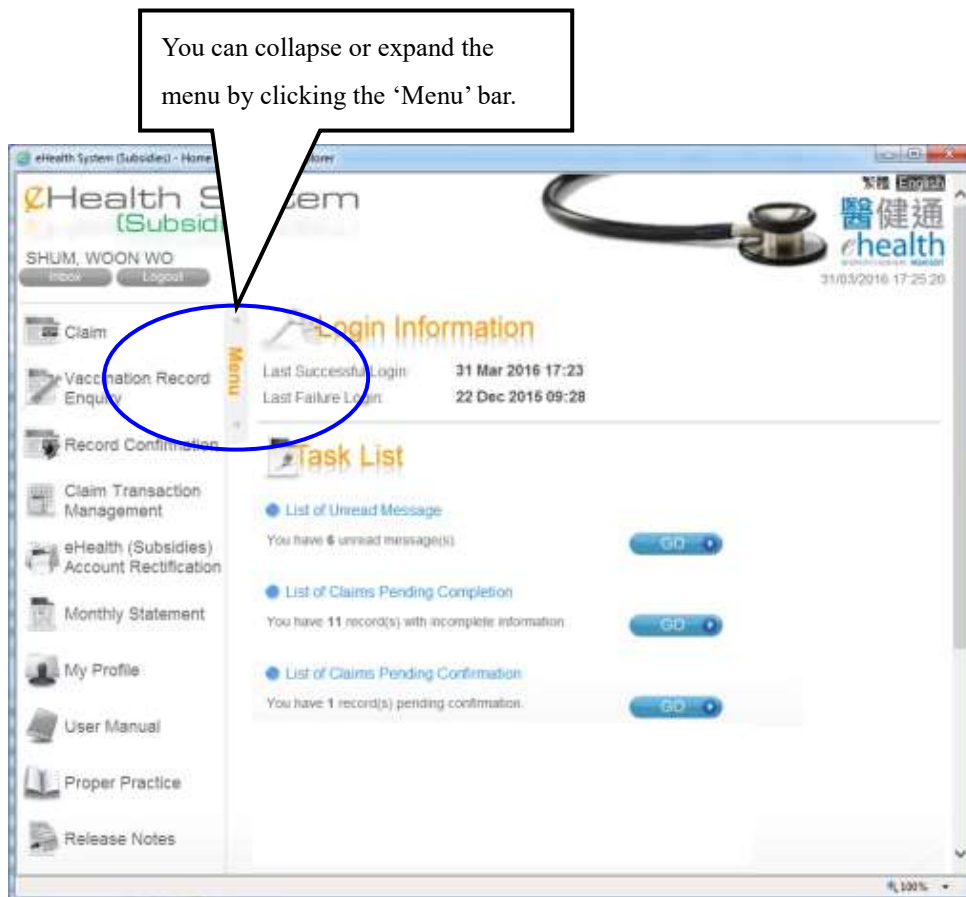 You can collapse or expand the
menu by clicking the ‘Menu’ bar.
eHealth System (Subsidies) - Home
eHealth S tem
(Subsidi
繁體 English
醫健通
ehealth
SHUM, WOON WO
Inbox Logout
31/03/2016 17:25:20
Claim
Vaccination Record
Enquiry
Record Confirmation
Claim Transaction
Management
eHealth (Subsidies)
Account Rectification
Monthly Statement
My Profile
User Manual
Proper Practice
Release Notes
Menu
Login Information
Last Successful Login: 31 Mar 2016 17:23
Last Failure Login: 22 Dec 2015 09:28
Task List
List of Unread Message
You have 6 unread message(s).
GO
List of Claims Pending Completion
You have 11 record(s) with incomplete information.
GO
List of Claims Pending Confirmation
You have 1 record(s) pending confirmation.
GO
100%